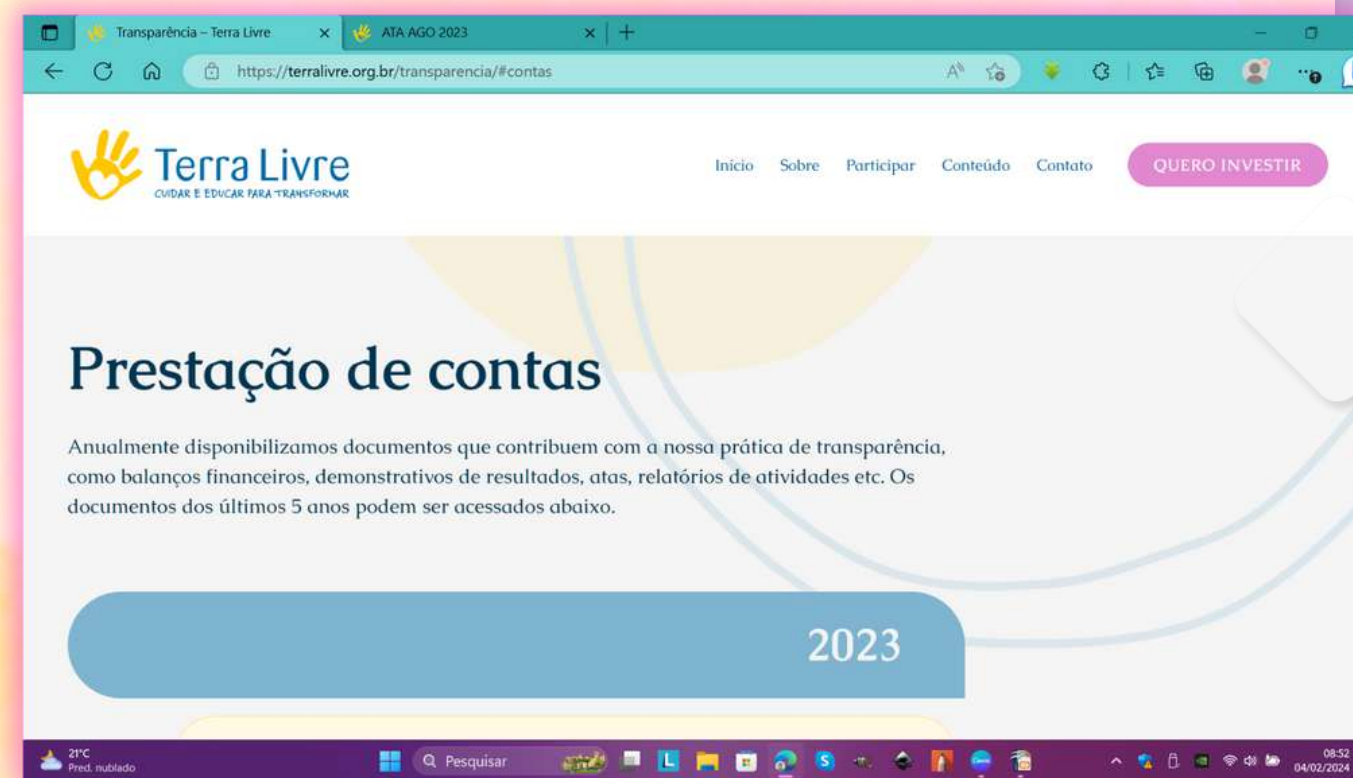 Transparência – Terra Livre
ATA AGO 2023
https://terralivre.org.br/transparencia/#contas
Terra Livre
CUIDAR E EDUCAR PARA TRANSFORMAR
Início Sobre Participar Conteúdo Contato QUERO INVESTIR
Prestação de contas
Anualmente disponibilizamos documentos que contribuem com a nossa prática de transparência,
como balanços financeiros, demonstrativos de resultados, atas, relatórios de atividades etc. Os
documentos dos últimos 5 anos podem ser acessados abaixo.
2023
21°C
Pred. nublado
Pesquisar
08:52
04/02/2024